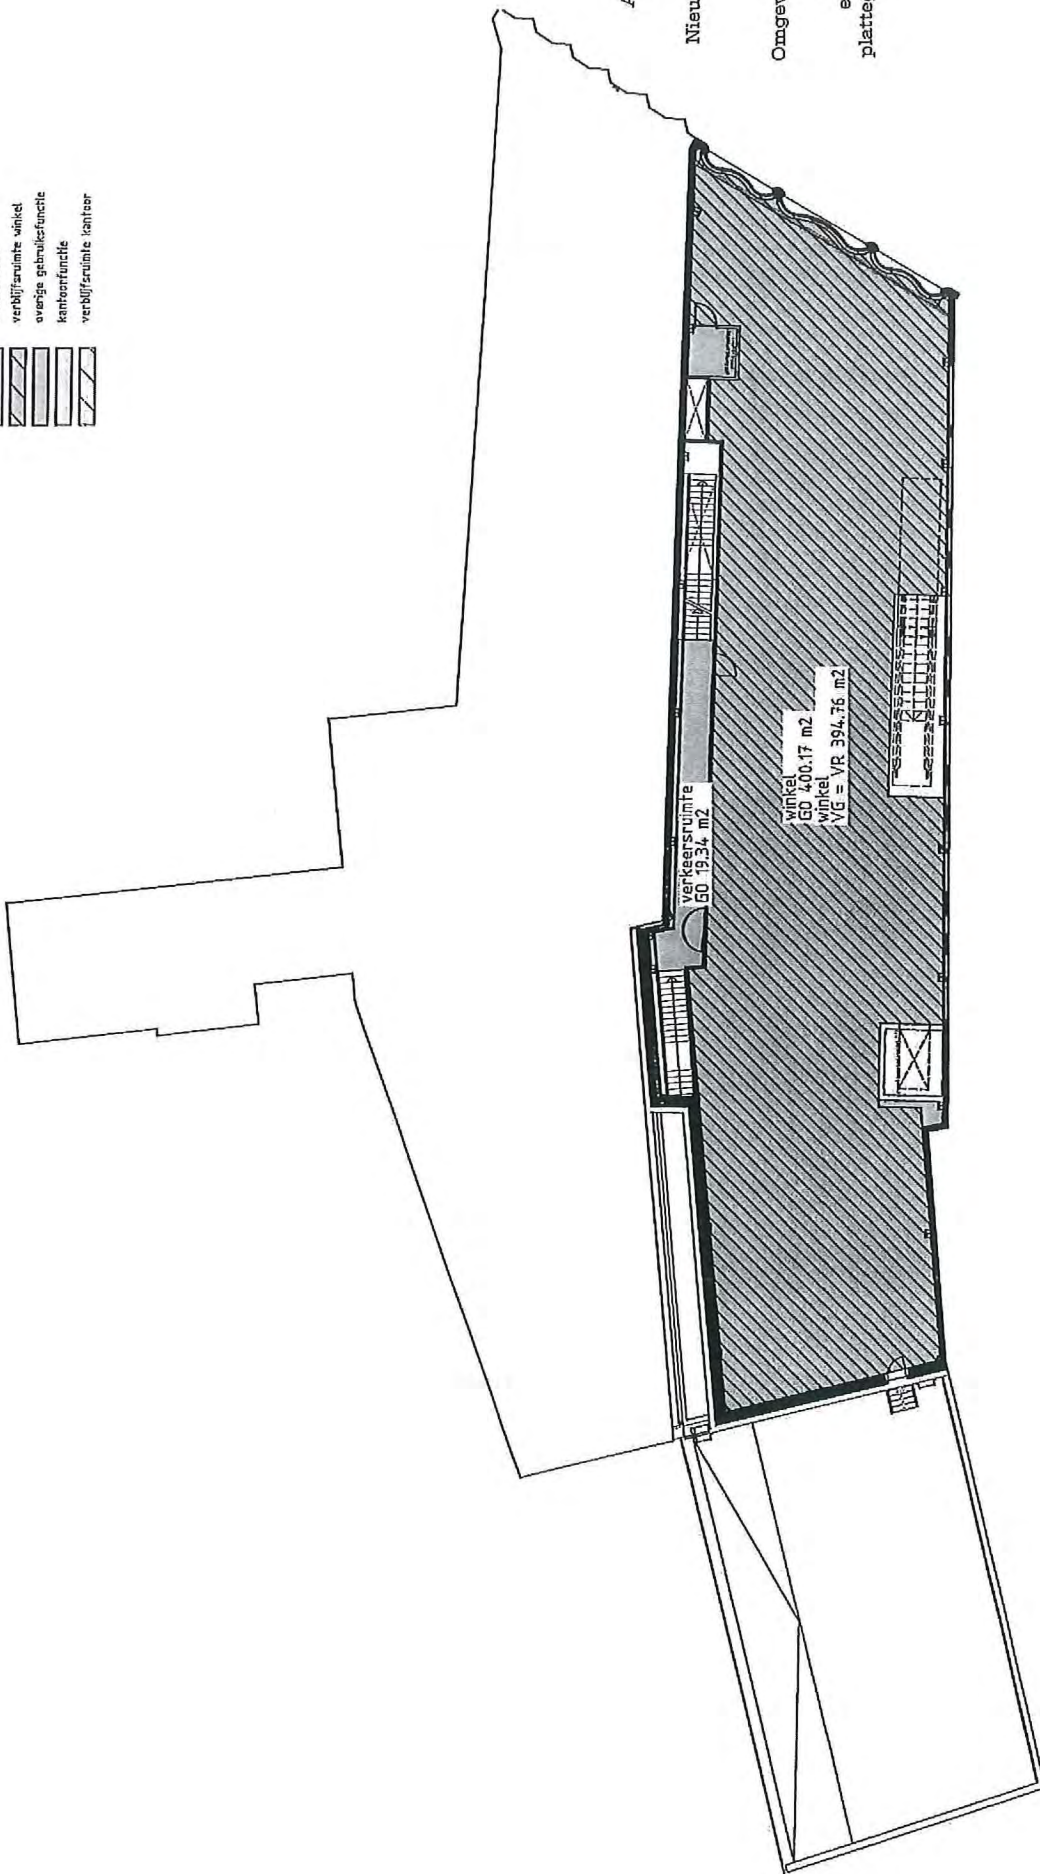 verblijfsruimte winkel
overige gebruiksfunctie
kantoorfunctie
verblijfsruimte kantoor
A
Nieu
Omgev
e
platteg
verkeersruimte
GO 19.34 m2
winkel
GO 400.17 m2
winkel
VG = VR 394.76 m2